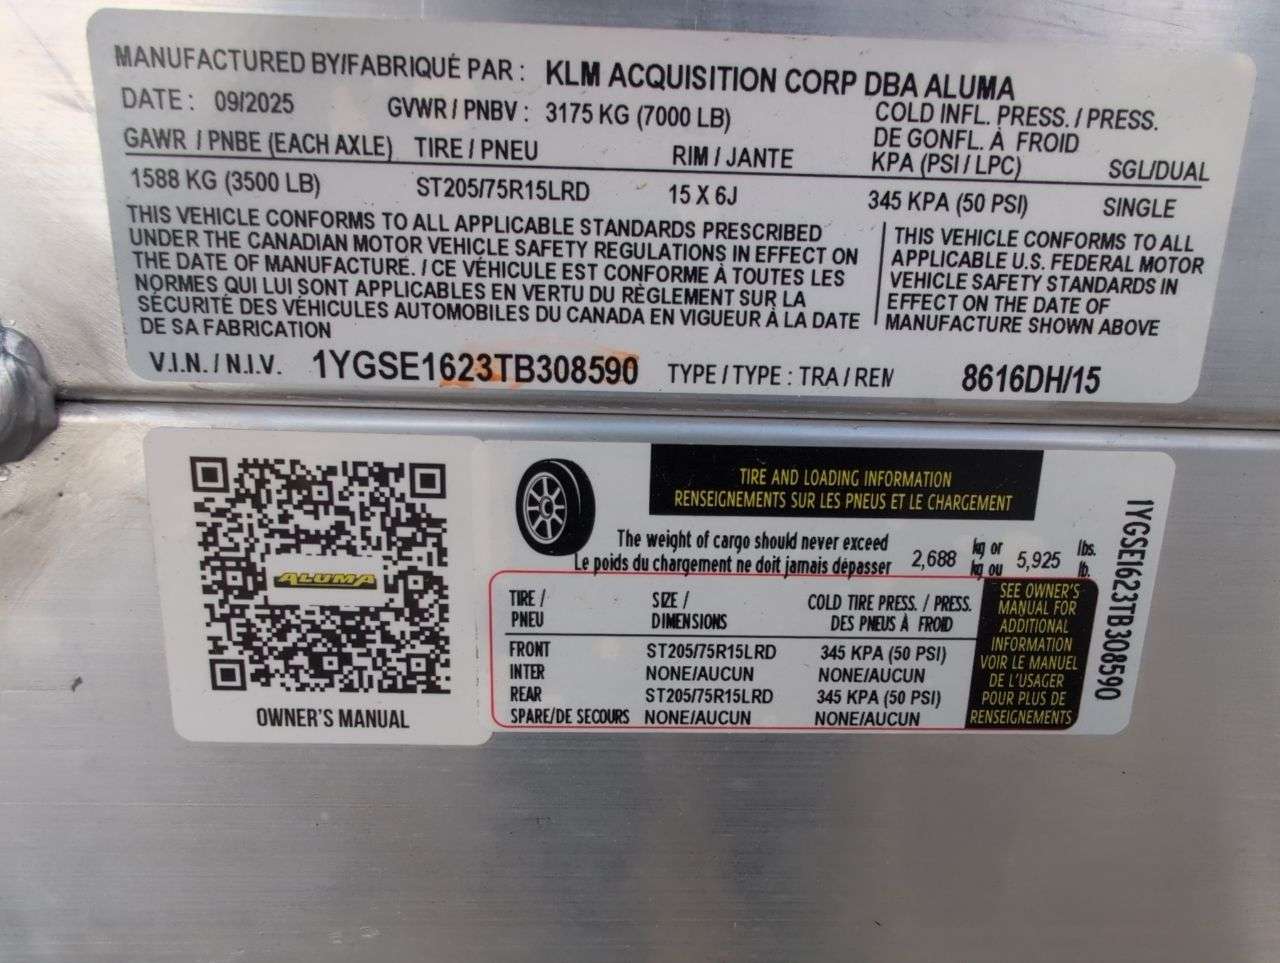 MANUFACTURED BY/FABRIQUÉ PAR : KLM ACQUISITION CORP DBA ALUMA
DATE : 09/2025 GVWR / PNBV : 3175 KG (7000 LB)
COLD INFL. PRESS. / PRESS.
DE GONFL. À FROID
GAWR / PNBE (EACH AXLE) TIRE / PNEU RIM / JANTE KPA (PSI / LPC) SGL/DUAL
1588 KG (3500 LB) ST205/75R15LRD 15 X 6J 345 KPA (50 PSI) SINGLE
THIS VEHICLE CONFORMS TO ALL APPLICABLE STANDARDS PRESCRIBED
UNDER THE CANADIAN MOTOR VEHICLE SAFETY REGULATIONS IN EFFECT ON
THE DATE OF MANUFACTURE. / CE VÉHICULE EST CONFORME À TOUTES LES
NORMES QUI LUI SONT APPLICABLES EN VERTU DU RÈGLEMENT SUR LA
SÉCURITÉ DES VÉHICULES AUTOMOBILES DU CANADA EN VIGUEUR À LA DATE
DE SA FABRICATION
THIS VEHICLE CONFORMS TO ALL
APPLICABLE U.S. FEDERAL MOTOR
VEHICLE SAFETY STANDARDS IN
EFFECT ON THE DATE OF
MANUFACTURE SHOWN ABOVE
V.I.N. / N.I.V. 1YGSE1623TB308590 TYPE / TYPE : TRA / REM 8616DH/15
ALUMA
OWNER'S MANUAL
TIRE AND LOADING INFORMATION
RENSEIGNEMENTS SUR LES PNEUS ET LE CHARGEMENT
The weight of cargo should never exceed
Le poids du chargement ne doit jamais dépasser
2,688 kg or 5,925 lbs.
kg ou lb.
TIRE / SIZE / COLD TIRE PRESS. / PRESS.
PNEU DIMENSIONS DES PNEUS À FROID
FRONT ST205/75R15LRD 345 KPA (50 PSI)
INTER NONE/AUCUN NONE/AUCUN
REAR ST205/75R15LRD 345 KPA (50 PSI)
SPARE/DE SECOURS NONE/AUCUN NONE/AUCUN
SEE OWNER'S
MANUAL FOR
ADDITIONAL
INFORMATION
VOIR LE MANUEL
DE L'USAGER
POUR PLUS DE
RENSEIGNEMENTS
1YGSE1623TB308590